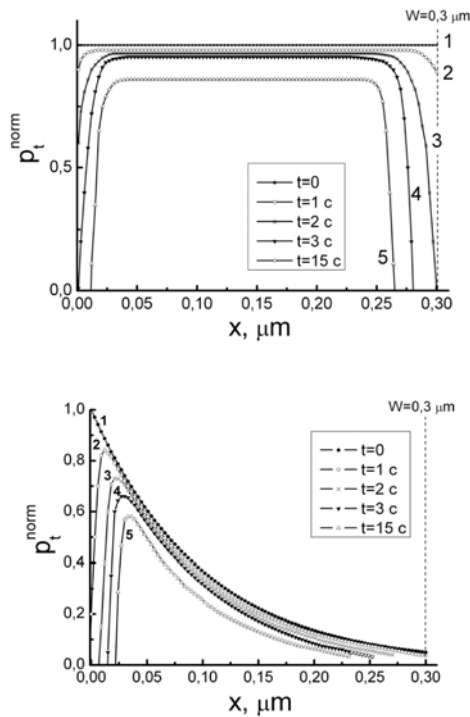 W=0,3 μm
1,0
1
2
3
p_t^norm
0,5
4
5
t=0
t=1 c
t=2 c
t=3 c
t=15 c
0,0
0,00 0,05 0,10 0,15 0,20 0,25 0,30
x, μm
W=0,3 μm
1,0
1
2
0,8
3
4
0,6
5
p_t^norm
0,4
0,2
0,0
t=0
t=1 c
t=2 c
t=3 c
t=15 c
0,00 0,05 0,10 0,15 0,20 0,25 0,30
x, μm